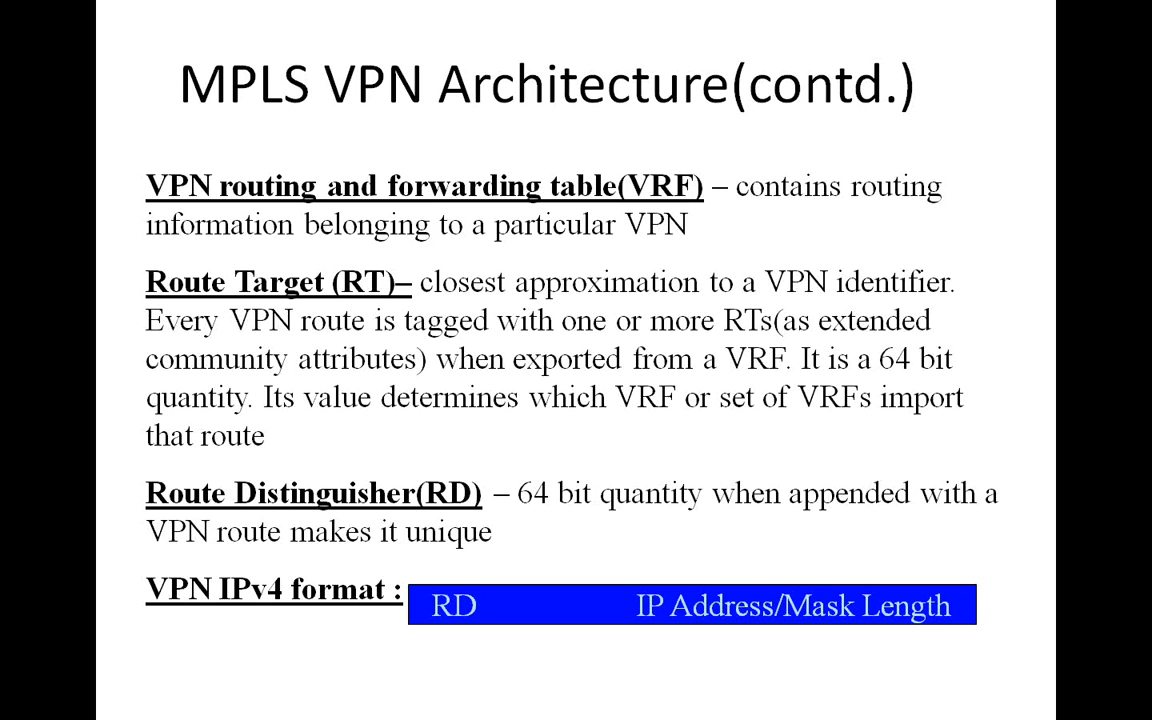 MPLS VPN Architecture(contd.)
VPN routing and forwarding table(VRF) – contains routing
information belonging to a particular VPN
Route Target (RT)– closest approximation to a VPN identifier.
Every VPN route is tagged with one or more RTs(as extended
community attributes) when exported from a VRF. It is a 64 bit
quantity. Its value determines which VRF or set of VRFs import
that route
Route Distinguisher(RD) – 64 bit quantity when appended with a
VPN route makes it unique
VPN IPv4 format :
RD IP Address/Mask Length